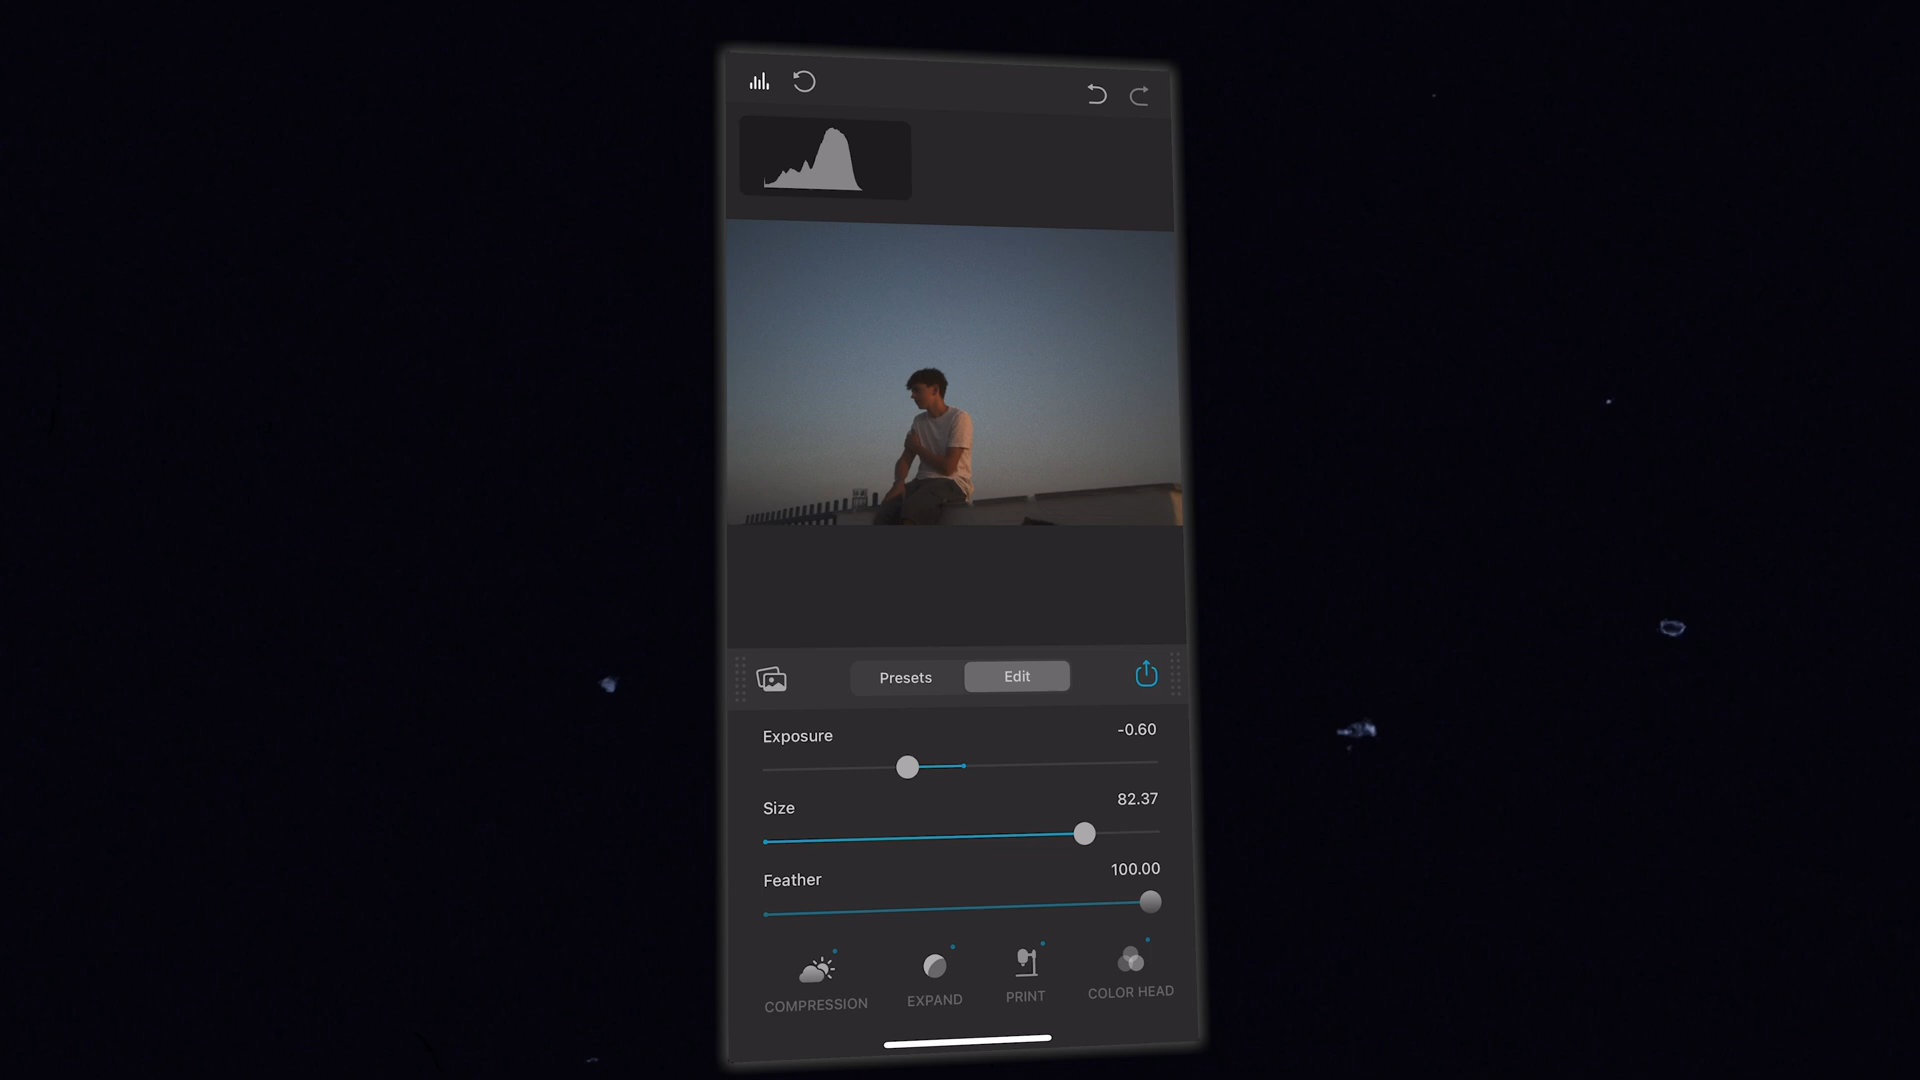 Presets Edit
Exposure -0.60
Size 82.37
Feather 100.00
COMPRESSION EXPAND PRINT COLOR HEAD